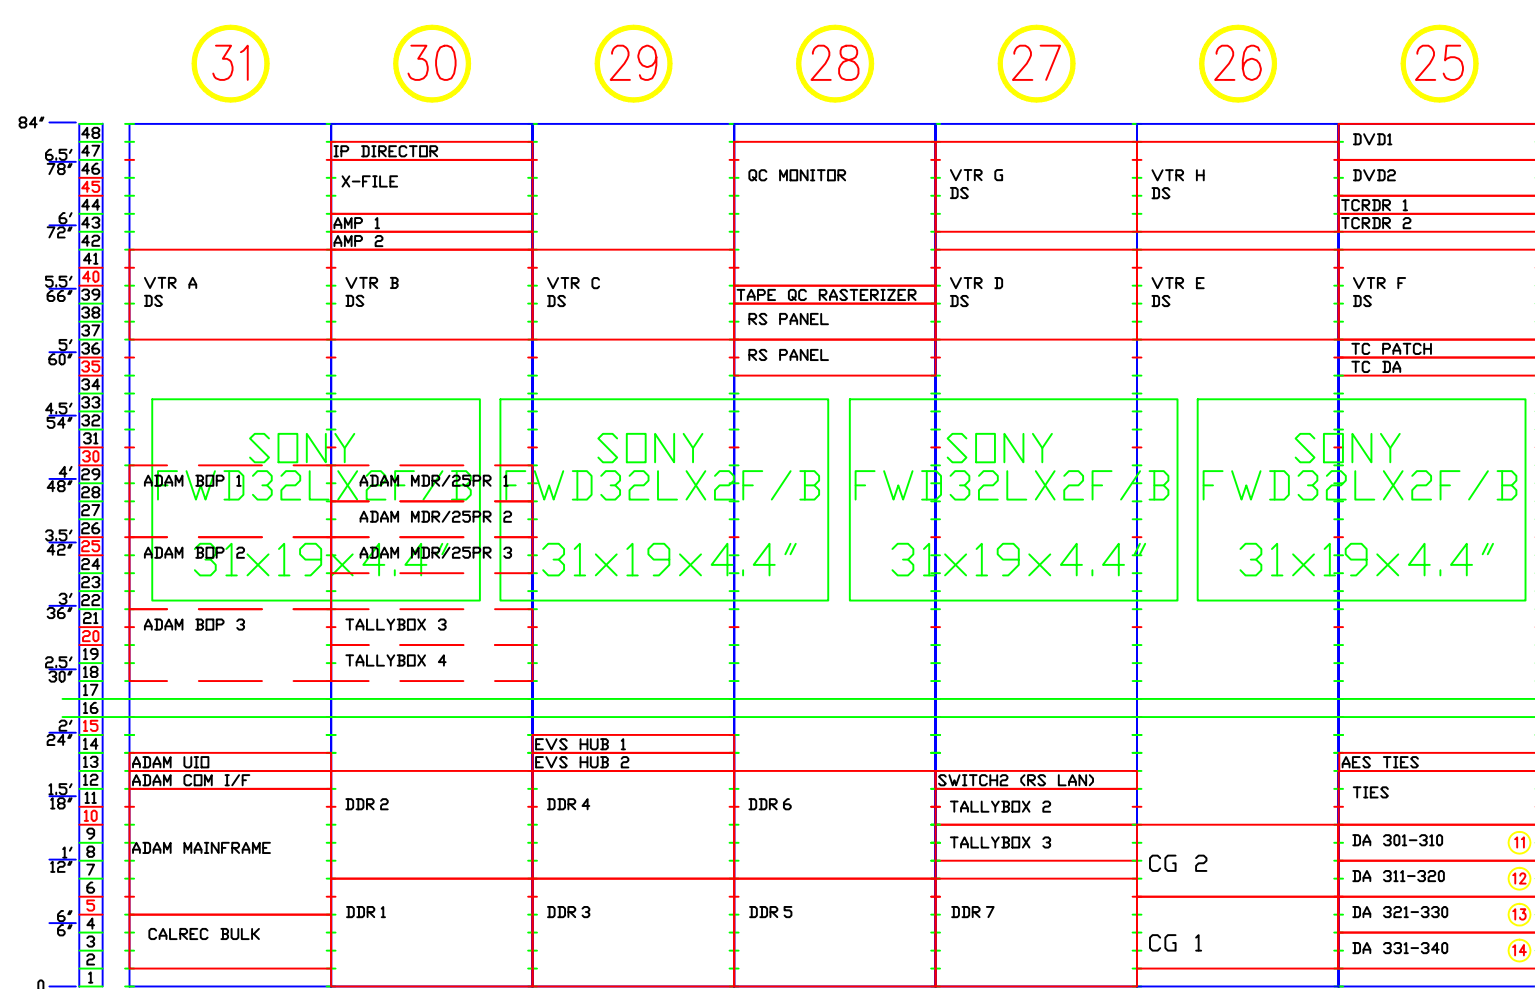 31 30 29 28 27 26 25
84"
48
6.5' 47
78" 46
45
44
6' 43
72" 42
41
5.5' 40
66" 39
38
37
5' 36
60" 35
34
4.5' 33
54" 32
31
30
4' 29
48" 28
27
26
3.5' 25
42" 24
23
3' 22
36" 21
20
19
2.5' 18
30" 17
16
2' 15
24" 14
13
12
1.5' 11
18" 10
9
1' 8
12" 7
6
5
6" 4
6" 3
2
1
0
ADAM UIO
ADAM COM I/F
ADAM MAINFRAME
CALREC BULK
VTR A
DS
ADAM BOP 1
ADAM BOP 2
ADAM BOP 3
IP DIRECTOR
X-FILE
AMP 1
AMP 2
VTR B
DS
ADAM MDR/25PR 1
ADAM MDR/25PR 2
ADAM MDR/25PR 3
TALLYBOX 3
TALLYBOX 4
DDR 2
DDR 1
VTR C
DS
EVS HUB 1
EVS HUB 2
DDR 4
DDR 3
QC MONITOR
TAPE QC RASTERIZER
RS PANEL
RS PANEL
DDR 6
DDR 5
VTR G
DS
VTR D
DS
SWITCH2 (RS LAN)
TALLYBOX 2
TALLYBOX 3
DDR 7
VTR H
DS
VTR E
DS
CG 2
CG 1
DVD1
DVD2
TCRDR 1
TCRDR 2
VTR F
DS
TC PATCH
TC DA
AES TIES
TIES
DA 301-310 11
DA 311-320 12
DA 321-330 13
DA 331-340 14
SONY
FWD32LX2F/B
31x19x4.4"
SONY
FWD32LX2F/B
31x19x4.4"
SONY
FWD32LX2F/B
31x19x4.4"
SONY
FWD32LX2F/B
31x19x4.4"